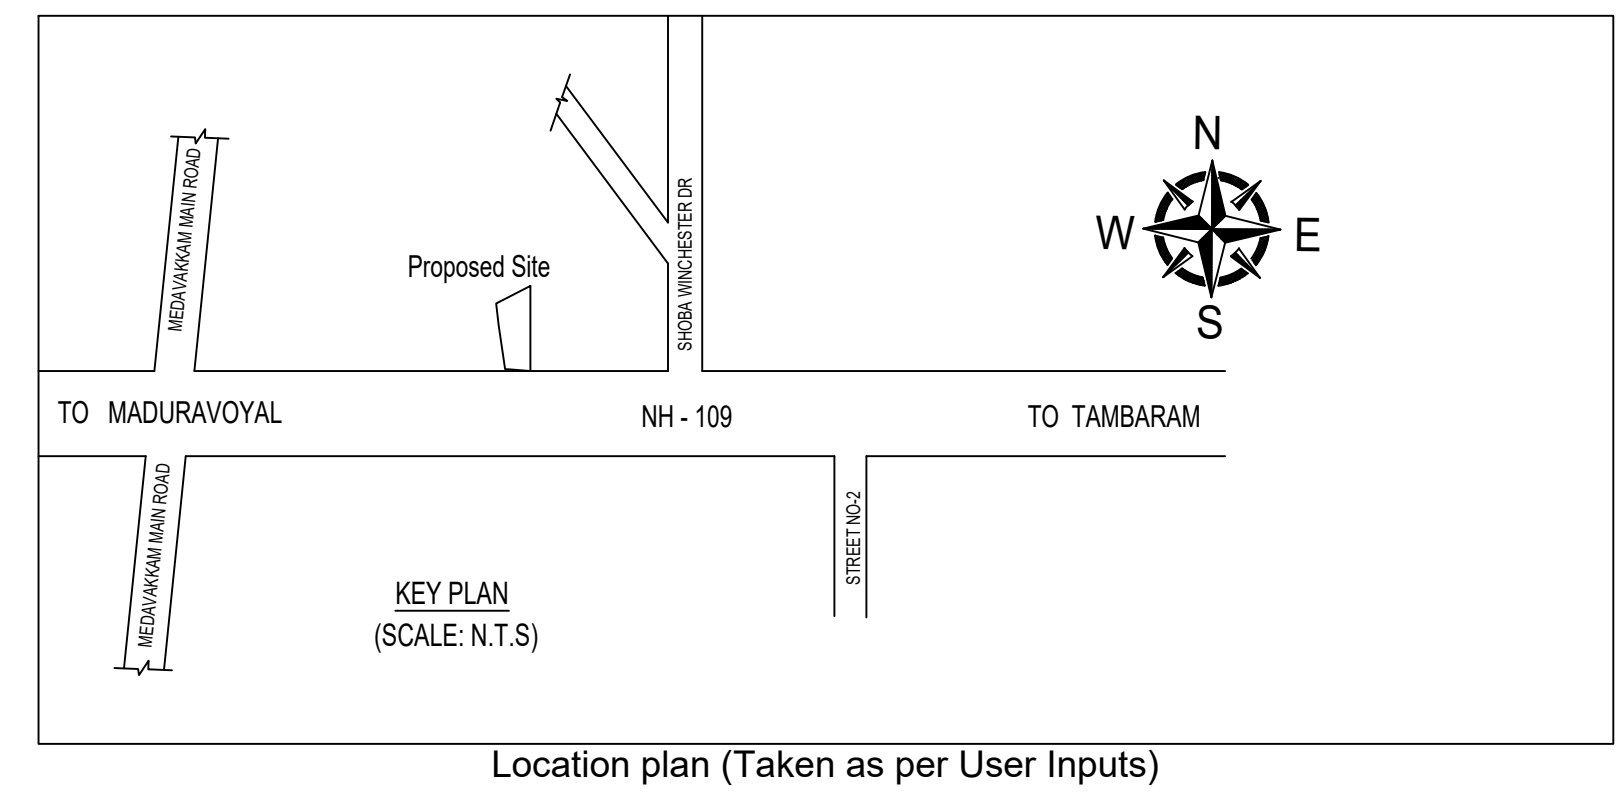 N
W
E
S
MEDAVAKKAM MAIN ROAD
SHOBA WINCHESTER DR
Proposed Site
TO MADURAVOYAL
NH - 109
TO TAMBARAM
MEDAVAKKAM MAIN ROAD
STREET NO-2
KEY PLAN
(SCALE: N.T.S)
Location plan (Taken as per User Inputs)